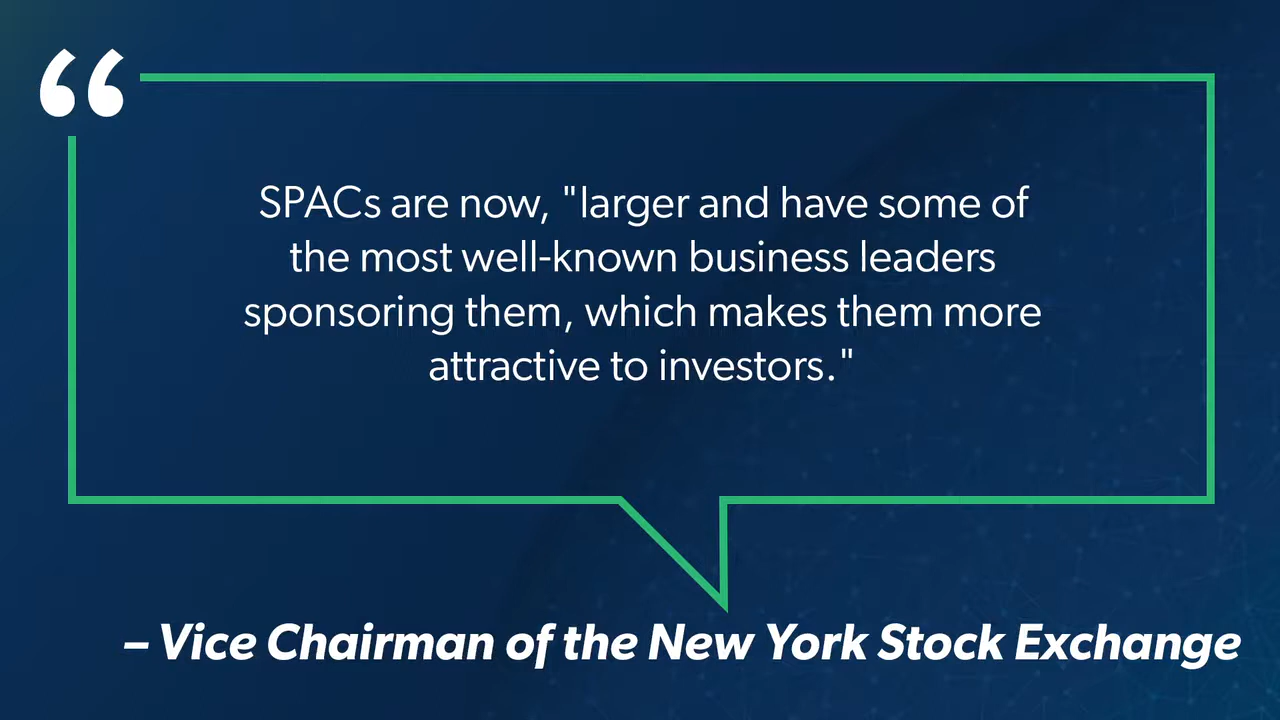 “
SPACs are now, "larger and have some of
the most well-known business leaders
sponsoring them, which makes them more
attractive to investors."
– Vice Chairman of the New York Stock Exchange